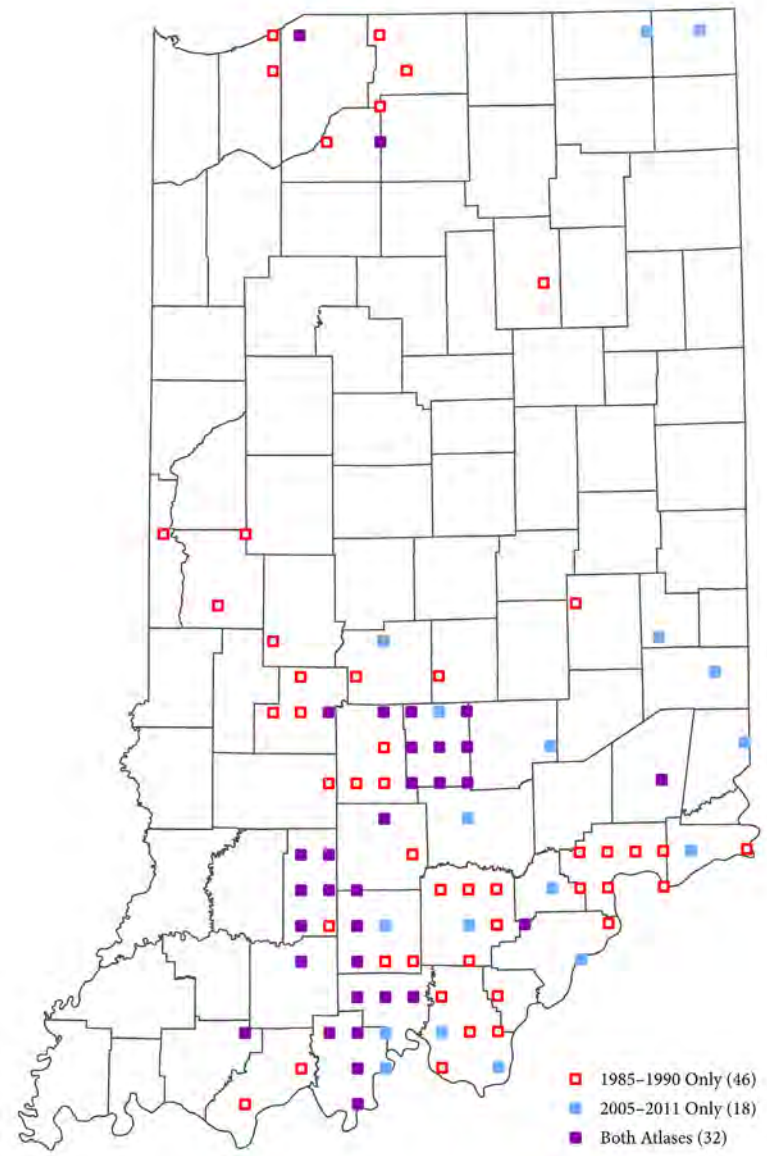 1985–1990 Only (46)
2005–2011 Only (18)
Both Atlases (32)